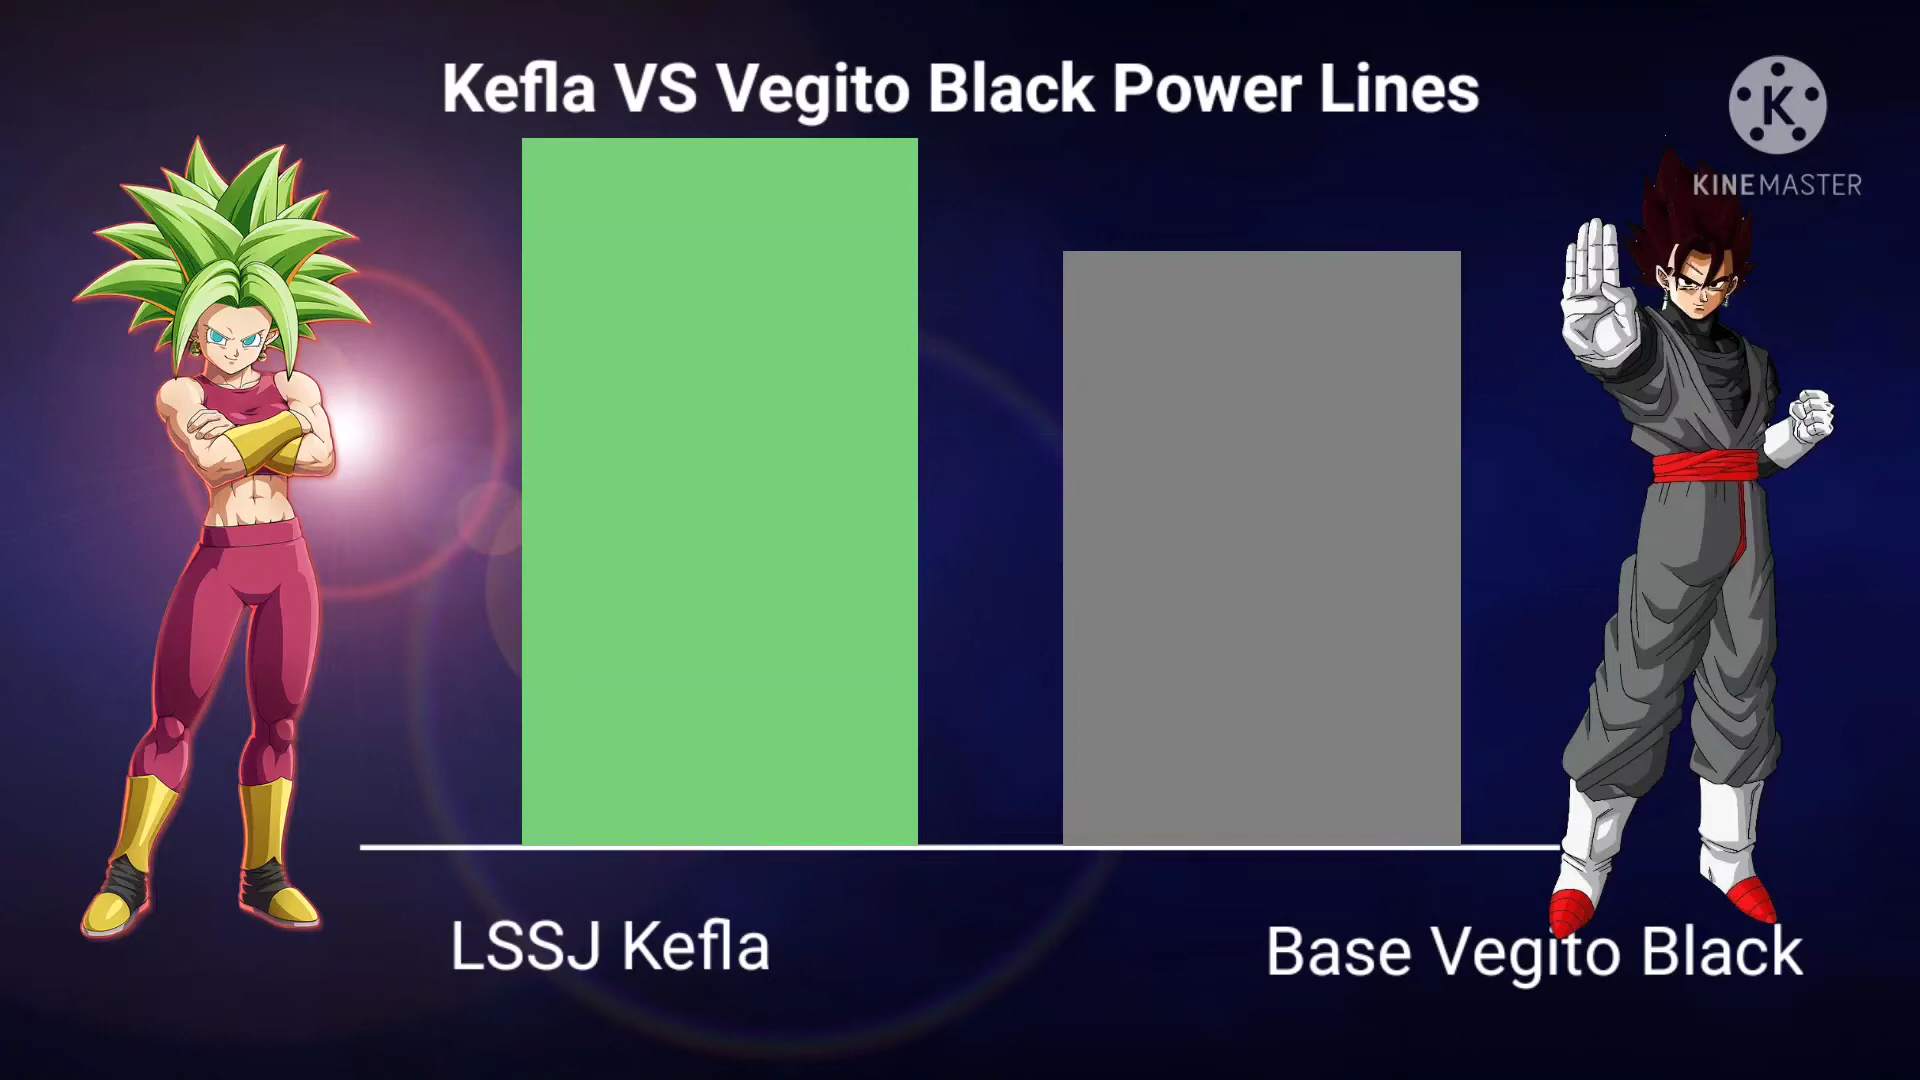 Kefla VS Vegito Black Power Lines
K
KINEMASTER
LSSJ Kefla
Base Vegito Black